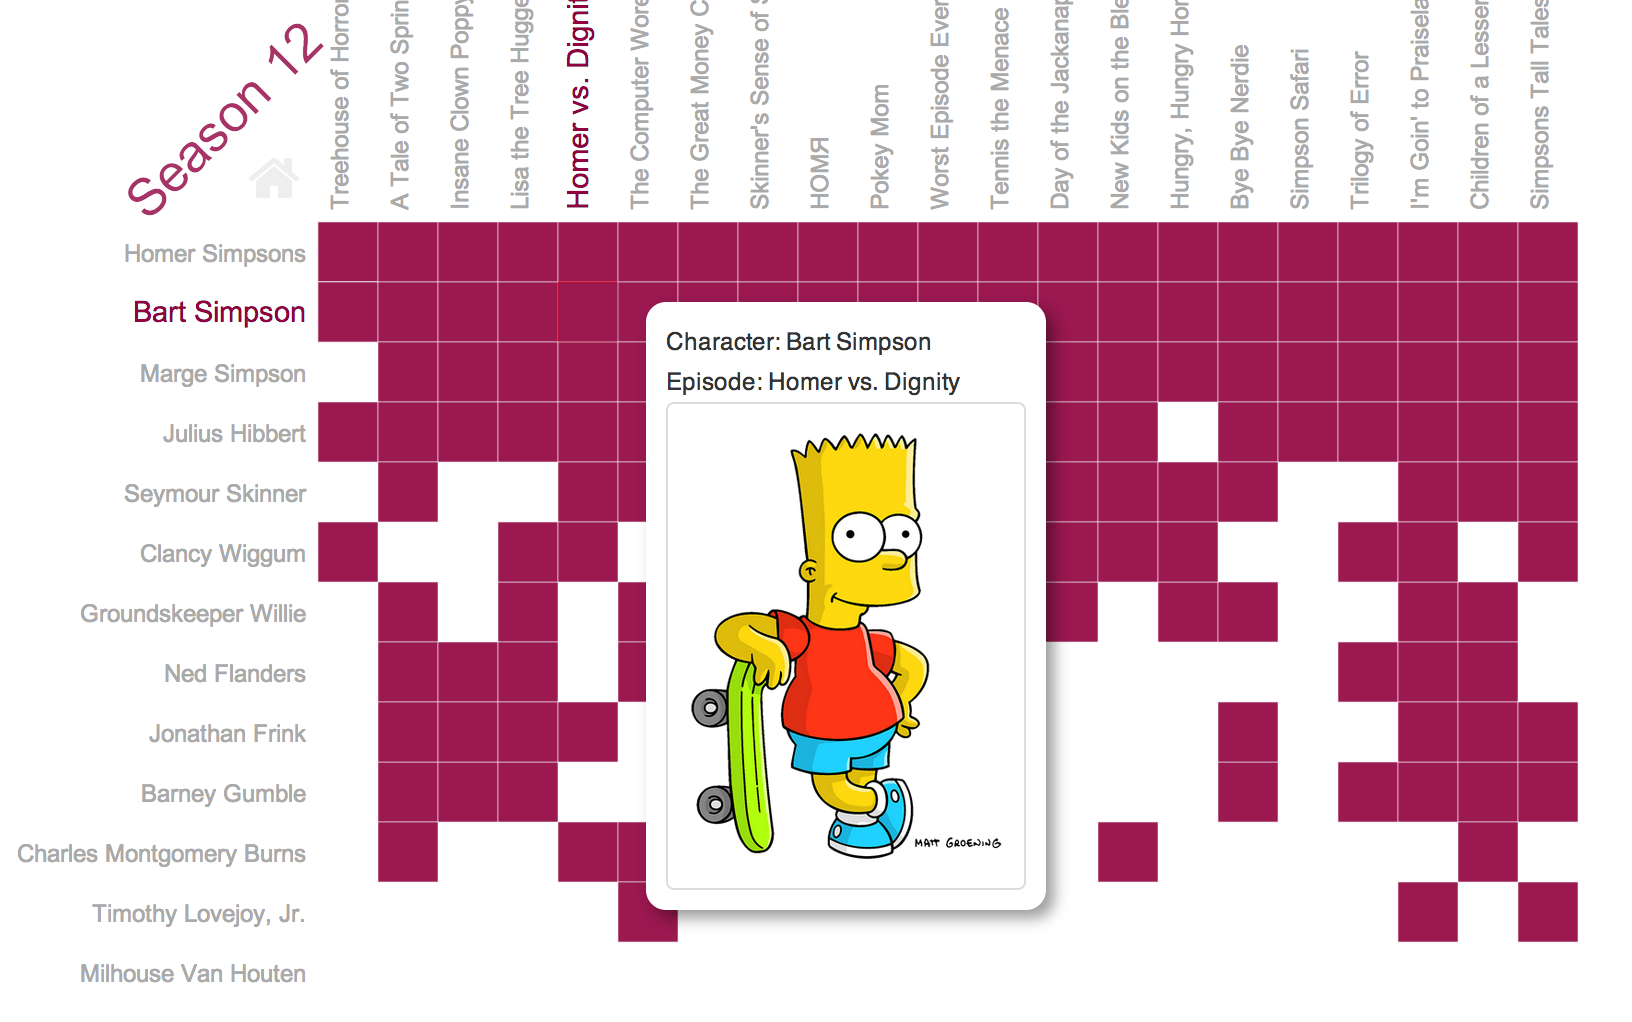 Season 12
Treehouse of Horror
A Tale of Two Sprin
Insane Clown Poppy
Lisa the Tree Hugge
Homer vs. Dignit
The Computer Wore
The Great Money C
Skinner's Sense of S
HOMЯ
Pokey Mom
Worst Episode Ever
Tennis the Menace
Day of the Jackanap
New Kids on the Ble
Hungry, Hungry Hom
Bye Bye Nerdie
Simpson Safari
Trilogy of Error
I'm Goin' to Praisela
Children of a Lesser
Simpsons Tall Tales
Homer Simpsons
Bart Simpson
Marge Simpson
Julius Hibbert
Seymour Skinner
Clancy Wiggum
Groundskeeper Willie
Ned Flanders
Jonathan Frink
Barney Gumble
Charles Montgomery Burns
Timothy Lovejoy, Jr.
Milhouse Van Houten
Character: Bart Simpson
Episode: Homer vs. Dignity
MATT GROENING